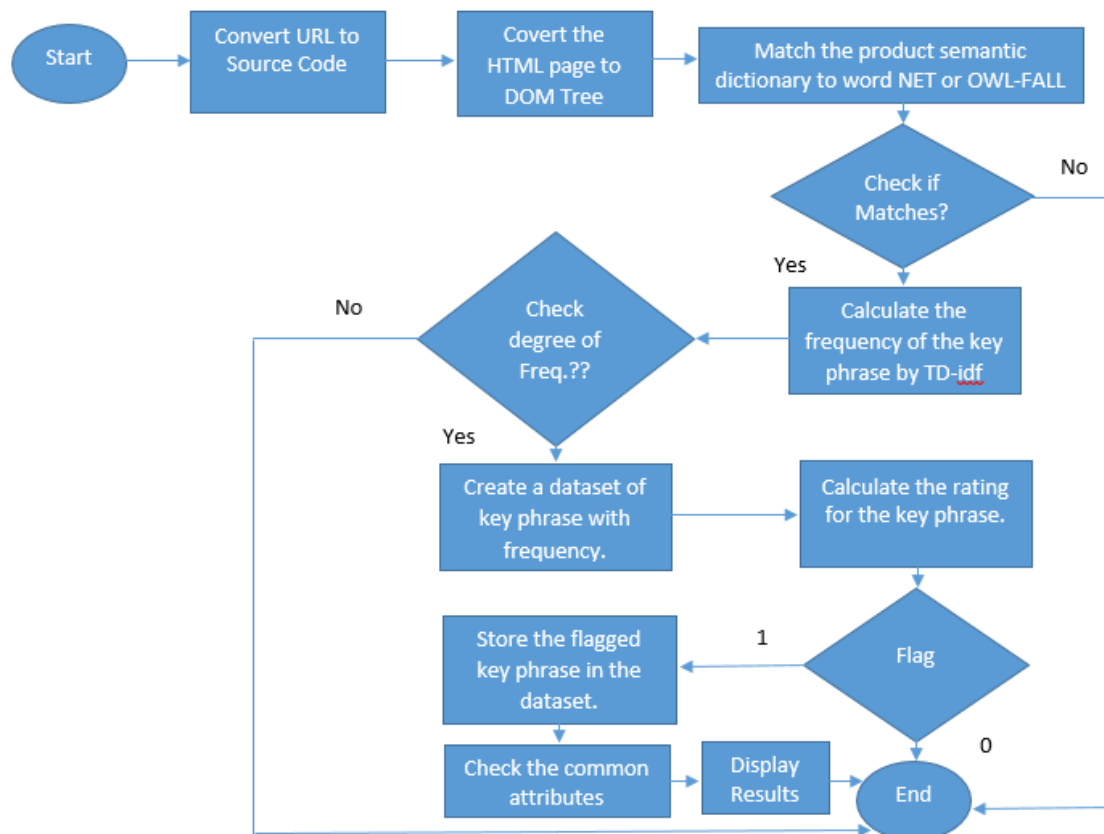 Start
Convert URL to
Source Code
Covert the
HTML page to
DOM Tree
Match the product semantic
dictionary to word NET or OWL-FALL
Check if
Matches?
No
Yes
Calculate the
frequency of the key
phrase by TD-idf
Check
degree of
Freq.??
No
Yes
Create a dataset of
key phrase with
frequency.
Calculate the rating
for the key phrase.
Flag
1
0
Store the flagged
key phrase in the
dataset.
Check the common
attributes
Display
Results
End